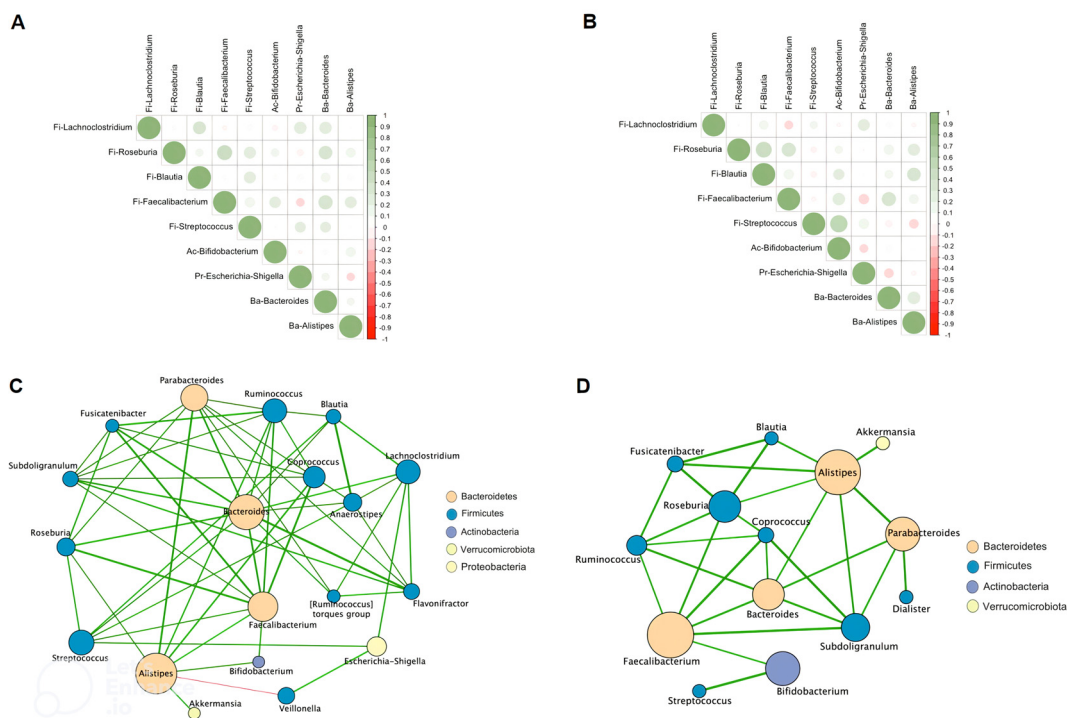 A
Fi-Lachnoclostridium
Fi-Roseburia
Fi-Blautia
Fi-Faecalibacterium
Fi-Streptococcus
Ac-Bifidobacterium
Pr-Escherichia-Shigella
Ba-Bacteroides
Ba-Alistipes
Fi-Lachnoclostridium
Fi-Roseburia
Fi-Blautia
Fi-Faecalibacterium
Fi-Streptococcus
Ac-Bifidobacterium
Pr-Escherichia-Shigella
Ba-Bacteroides
Ba-Alistipes
1
0.9
0.8
0.7
0.6
0.5
0.4
0.3
0.2
0.1
0
-0.1
-0.2
-0.3
-0.4
-0.5
-0.6
-0.7
-0.8
-0.9
-1
B
Fi-Lachnoclostridium
Fi-Roseburia
Fi-Blautia
Fi-Faecalibacterium
Fi-Streptococcus
Ac-Bifidobacterium
Pr-Escherichia-Shigella
Ba-Bacteroides
Ba-Alistipes
Fi-Lachnoclostridium
Fi-Roseburia
Fi-Blautia
Fi-Faecalibacterium
Fi-Streptococcus
Ac-Bifidobacterium
Pr-Escherichia-Shigella
Ba-Bacteroides
Ba-Alistipes
1
0.9
0.8
0.7
0.6
0.5
0.4
0.3
0.2
0.1
0
-0.1
-0.2
-0.3
-0.4
-0.5
-0.6
-0.7
-0.8
-0.9
-1
C
Parabacteroides
Ruminococcus
Blautia
Fusicatenibacter
Lachnoclostridium
Subdoligranulum
Coprococcus
Bacteroides
Anaerostipes
Roseburia
[Ruminococcus]
torques group
Flavonifractor
Faecalibacterium
Streptococcus
Escherichia-Shigella
Bifidobacterium
Alistipes
Veillonella
Akkermansia
Bacteroidetes
Firmicutes
Actinobacteria
Verrucomicrobiota
Proteobacteria
Let's
Enhance
.io
D
Blautia
Akkermansia
Fusicatenibacter
Alistipes
Roseburia
Coprococcus
Parabacteroides
Ruminococcus
Dialister
Bacteroides
Subdoligranulum
Faecalibacterium
Bifidobacterium
Streptococcus
Bacteroidetes
Firmicutes
Actinobacteria
Verrucomicrobiota